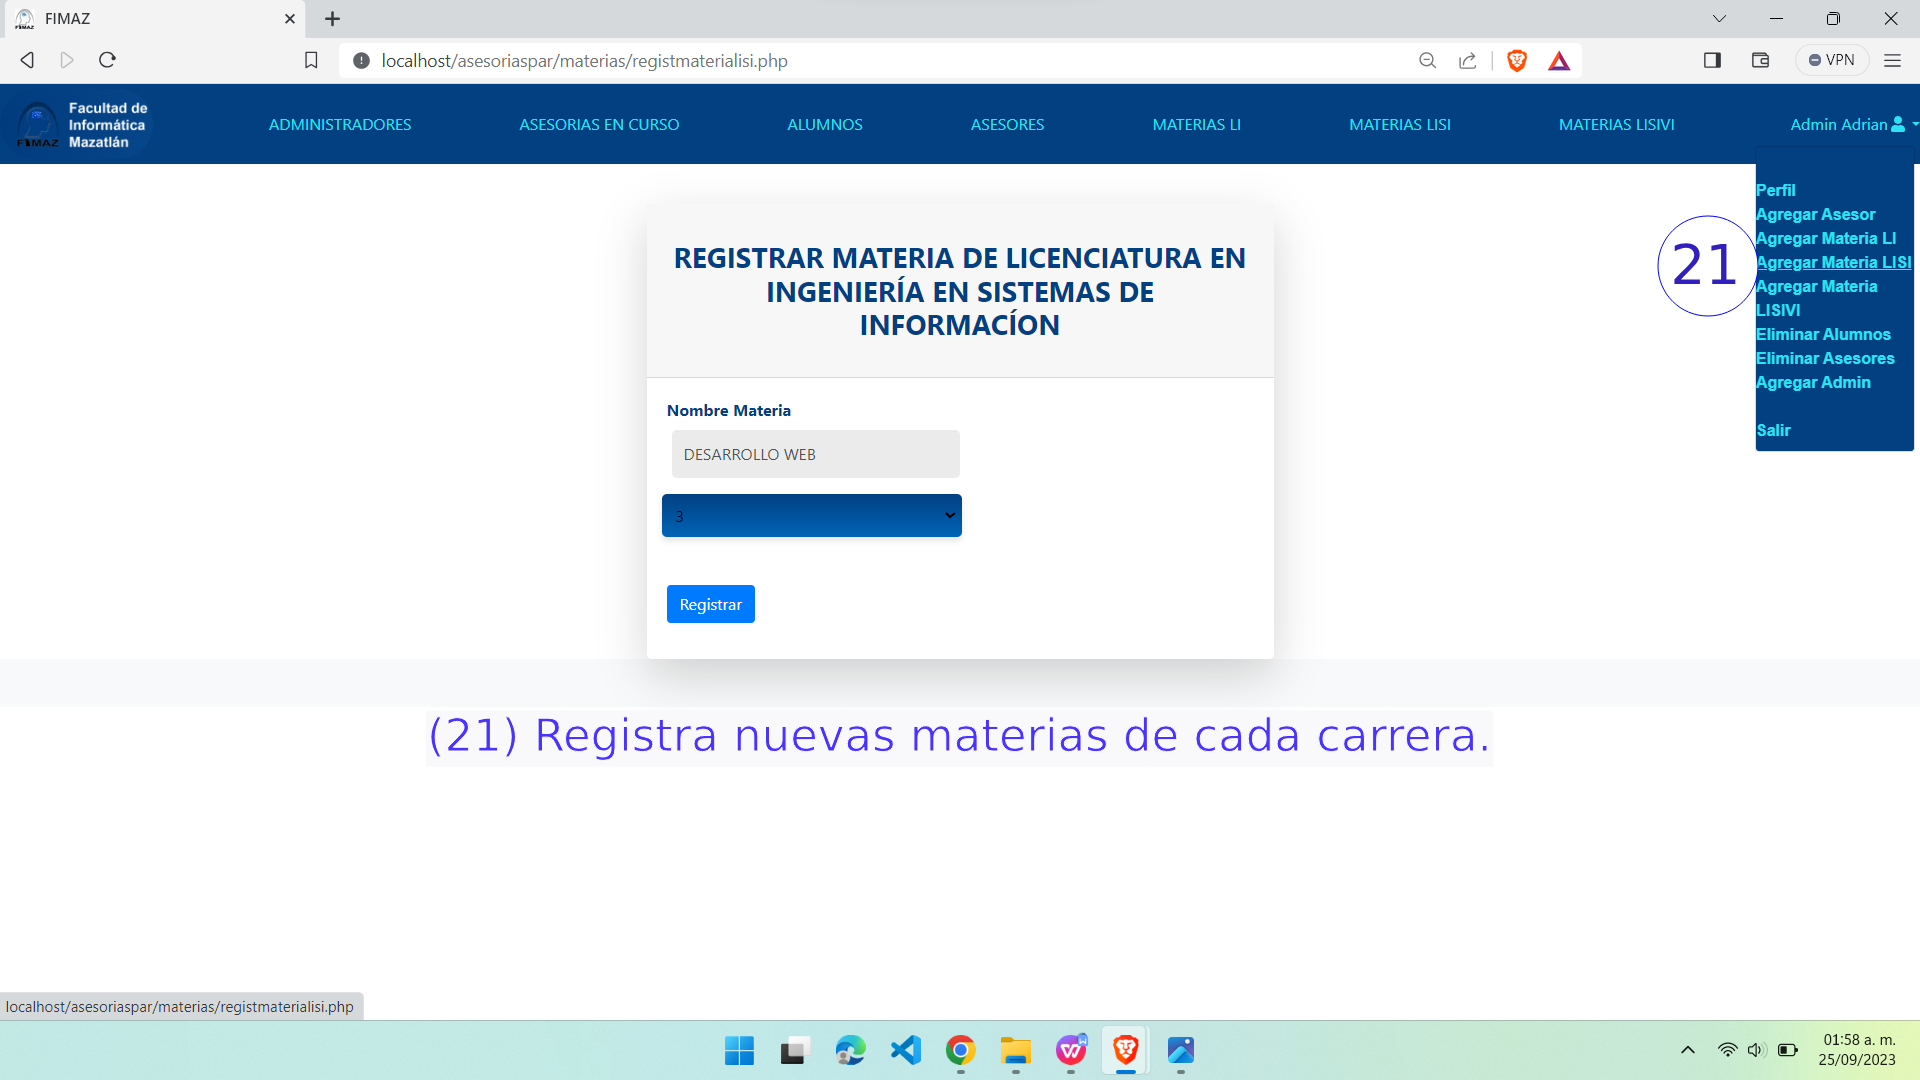 FIMAZ
localhost/asesoriaspar/materias/registmaterialisi.php
VPN
FIMAZ
Facultad de
Informática
Mazatlán
ADMINISTRADORES
ASESORIAS EN CURSO
ALUMNOS
ASESORES
MATERIAS LI
MATERIAS LISI
MATERIAS LISIVI
Admin Adrian
Perfil
Agregar Asesor
Agregar Materia LI
Agregar Materia LISI
Agregar Materia
LISIVI
Eliminar Alumnos
Eliminar Asesores
Agregar Admin
Salir
21
REGISTRAR MATERIA DE LICENCIATURA EN
INGENIERÍA EN SISTEMAS DE
INFORMACÍON
Nombre Materia
DESARROLLO WEB
3
Registrar
(21) Registra nuevas materias de cada carrera.
localhost/asesoriaspar/materias/registmaterialisi.php
01:58 a. m.
25/09/2023